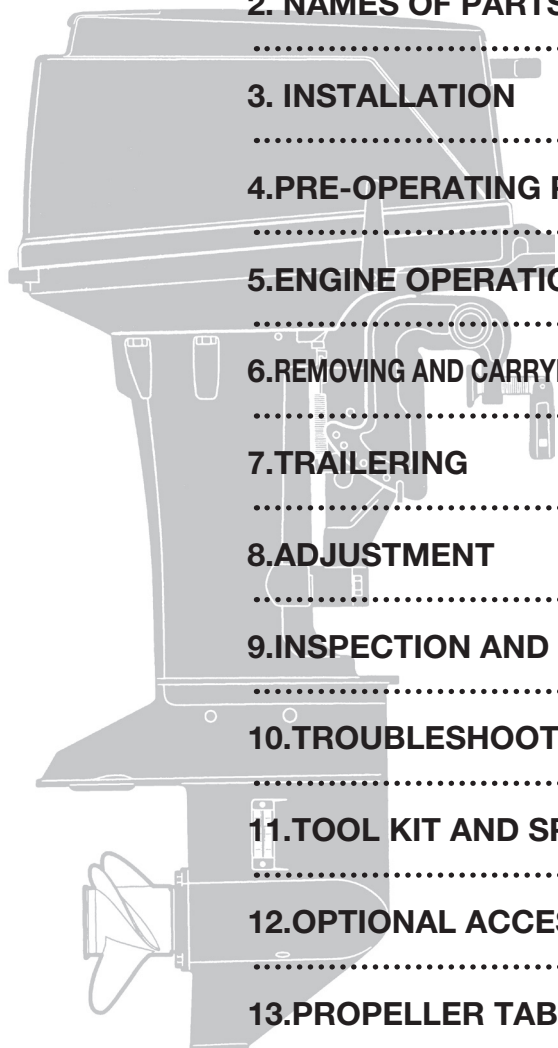 2. NAMES OF PARTS
3. INSTALLATION
4.PRE-OPERATING
5.ENGINE OPERATIO
6.REMOVING AND CARRY
7.TRAILERING
8.ADJUSTMENT
9.INSPECTION AND
10.TROUBLESHOOT
11.TOOL KIT AND SP
12.OPTIONAL ACCES
13.PROPELLER TAB